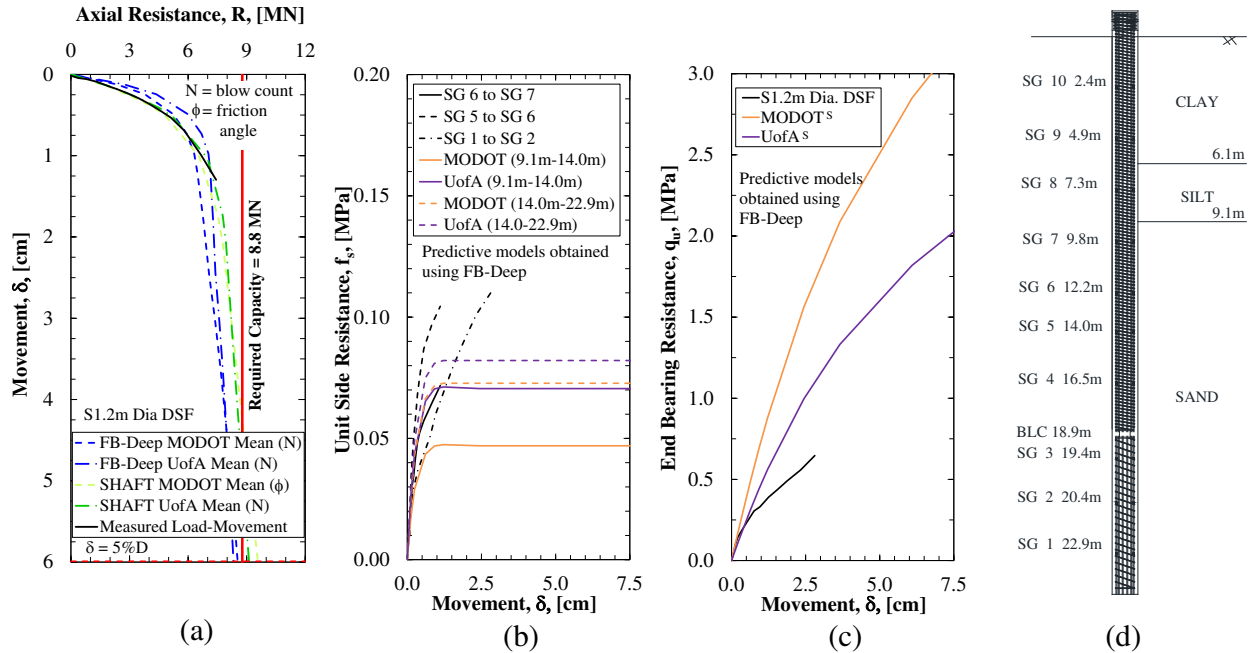 Axial Resistance, R, [MN]
0 3 6 9 12
Movement, δ, [cm]
0
1
2
3
4
5
6
N = blow count
ϕ = friction
angle
Required Capacity = 8.8 MN
S1.2m Dia DSF
FB-Deep MODOT Mean (N)
FB-Deep UofA Mean (N)
SHAFT MODOT Mean (ϕ)
SHAFT UofA Mean (N)
Measured Load-Movement
δ = 5%D
(a)
Unit Side Resistance, fs, [MPa]
0.20
0.15
0.10
0.05
0.00
SG 6 to SG 7
SG 5 to SG 6
SG 1 to SG 2
MODOT (9.1m-14.0m)
UofA (9.1m-14.0m)
MODOT (14.0m-22.9m)
UofA (14.0-22.9m)
Predictive models obtained
using FB-Deep
0.0 2.5 5.0 7.5
Movement, δ, [cm]
(b)
End Bearing Resistance, qu, [MPa]
3.0
2.5
2.0
1.5
1.0
0.5
0.0
S1.2m Dia. DSF
MODOT S
UofA S
Predictive models
obtained using
FB-Deep
0.0 2.5 5.0 7.5
Movement, δ, [cm]
(c)
SG 10 2.4m
CLAY
SG 9 4.9m
6.1m
SG 8 7.3m
SILT
9.1m
SG 7 9.8m
SG 6 12.2m
SG 5 14.0m
SG 4 16.5m
SAND
BLC 18.9m
SG 3 19.4m
SG 2 20.4m
SG 1 22.9m
(d)